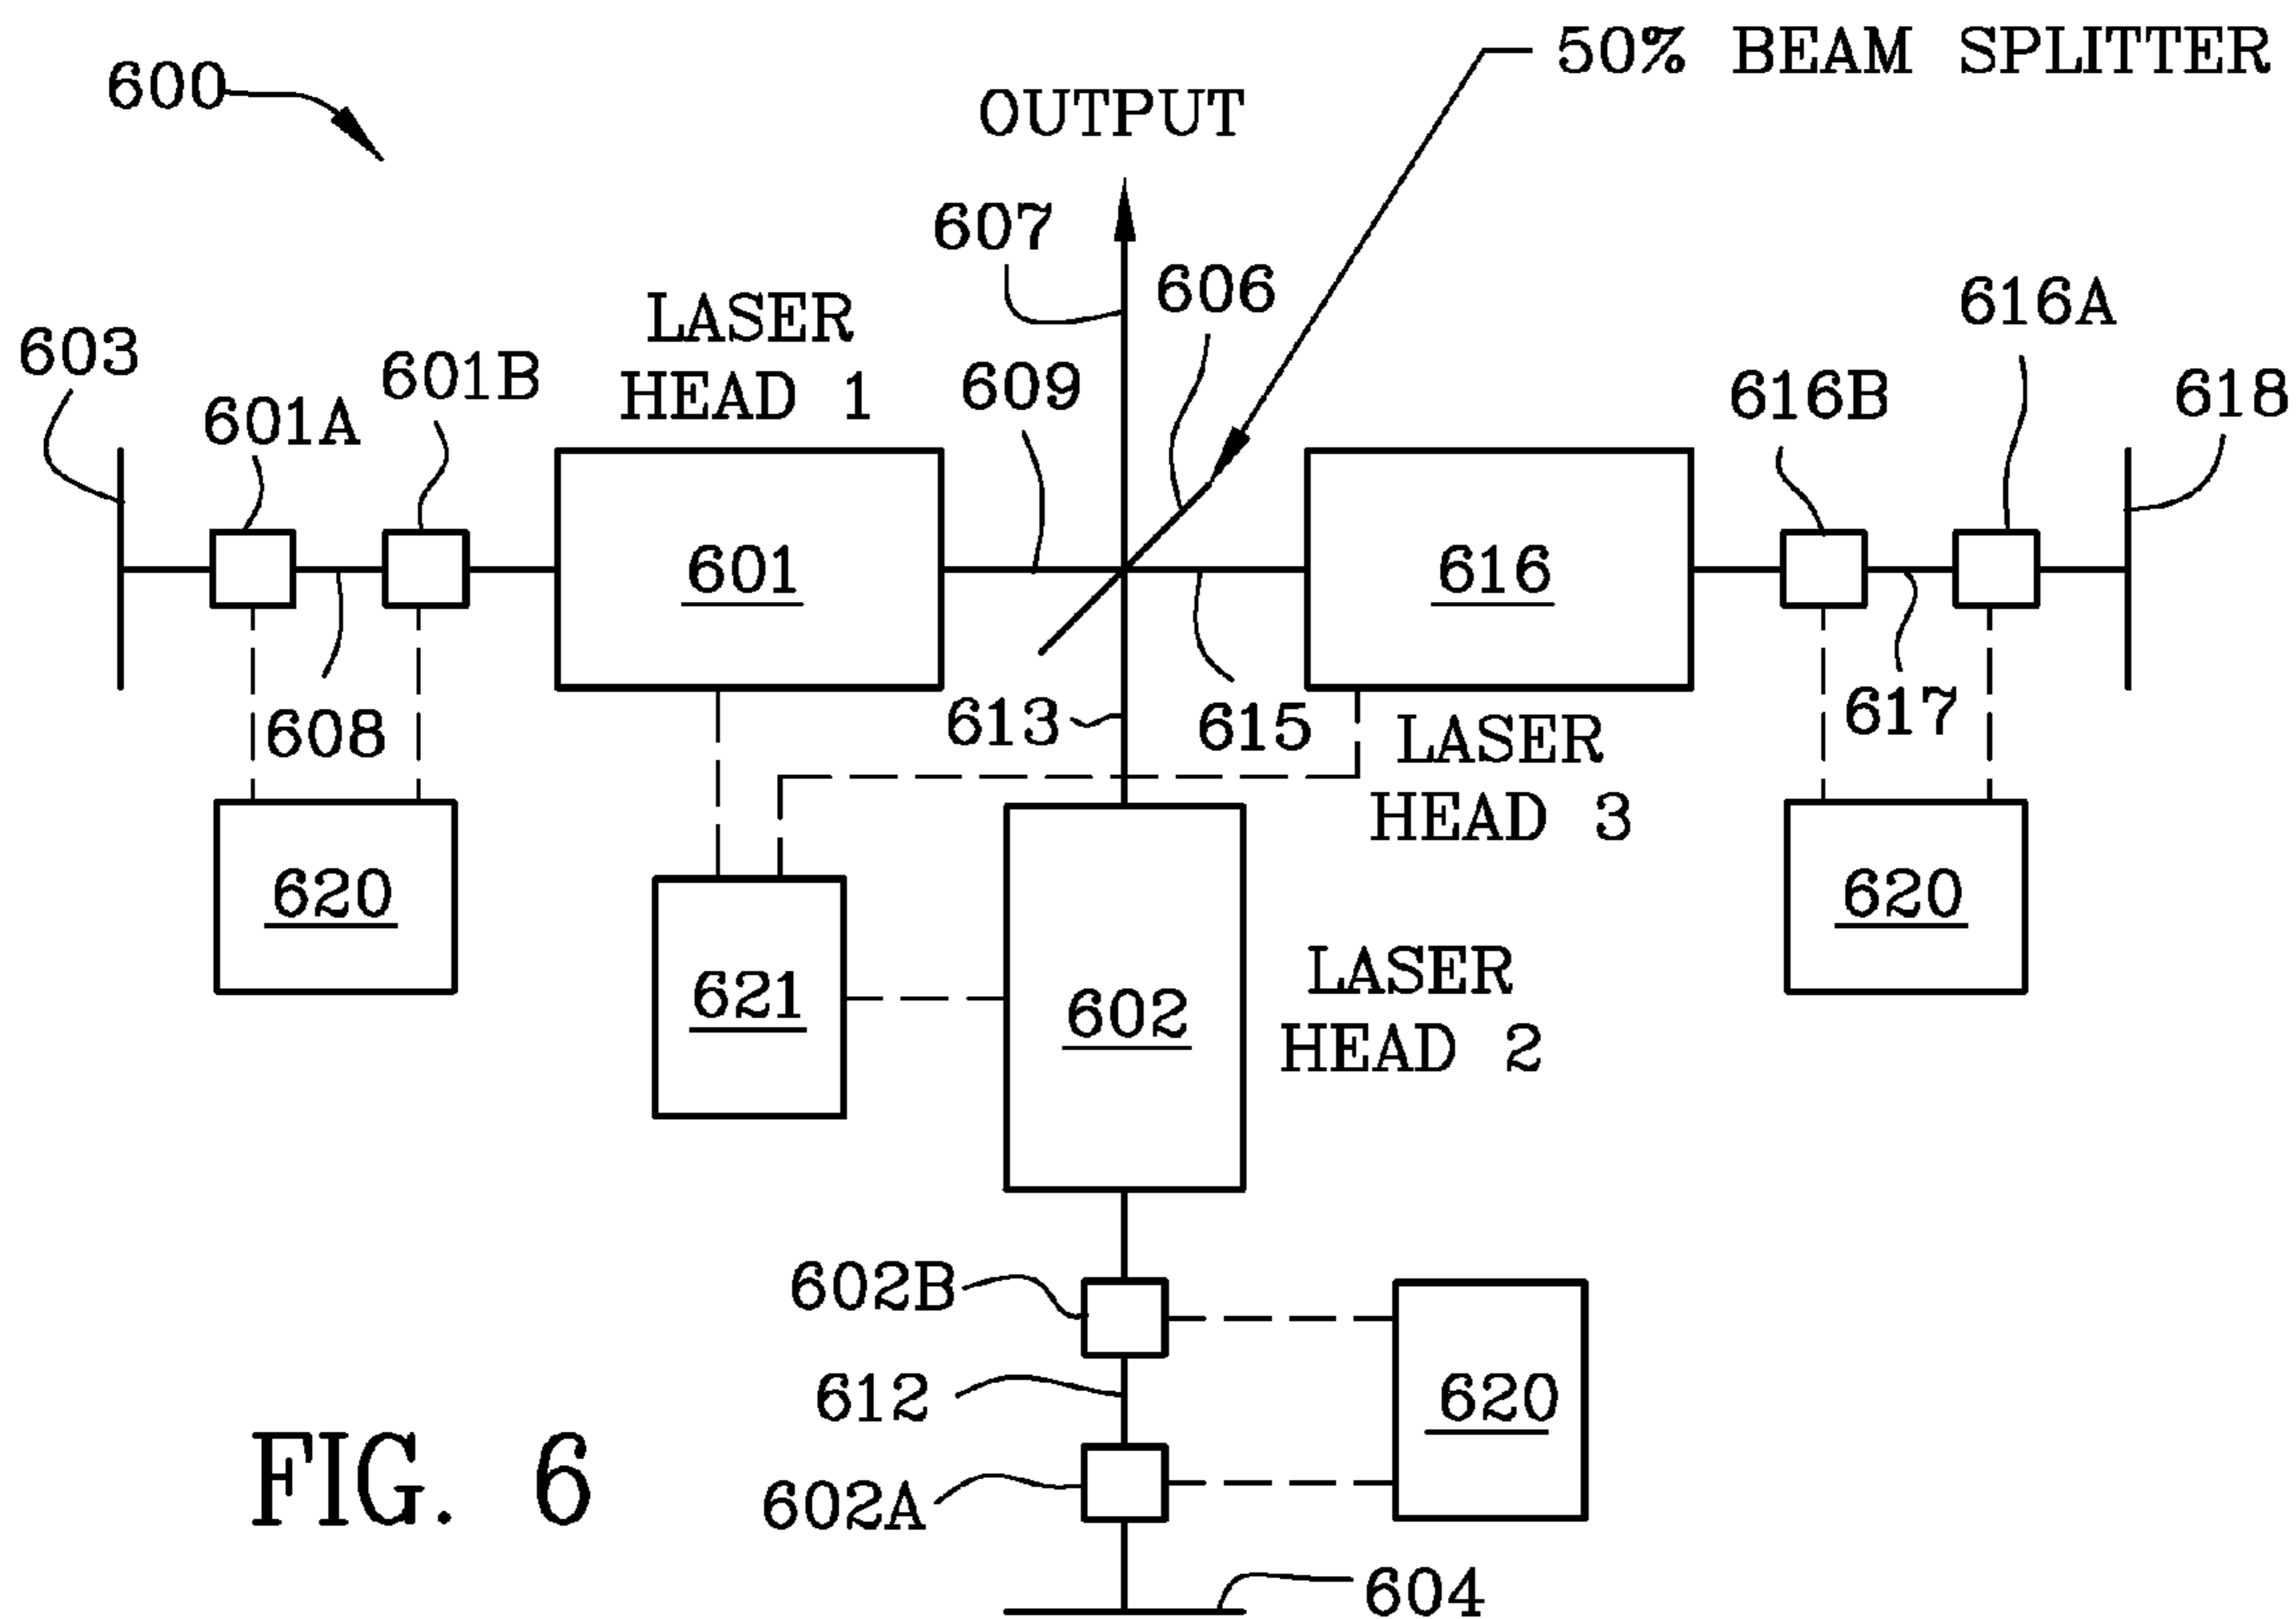 600
50% BEAM SPLITTER
OUTPUT
607
606
616A
LASER
HEAD 1
603
601B
609
616B
618
601A
601
616
608
613
615
LASER
HEAD 3
617
620
620
621
602
LASER
HEAD 2
602B
612
620
602A
604
FIG. 6